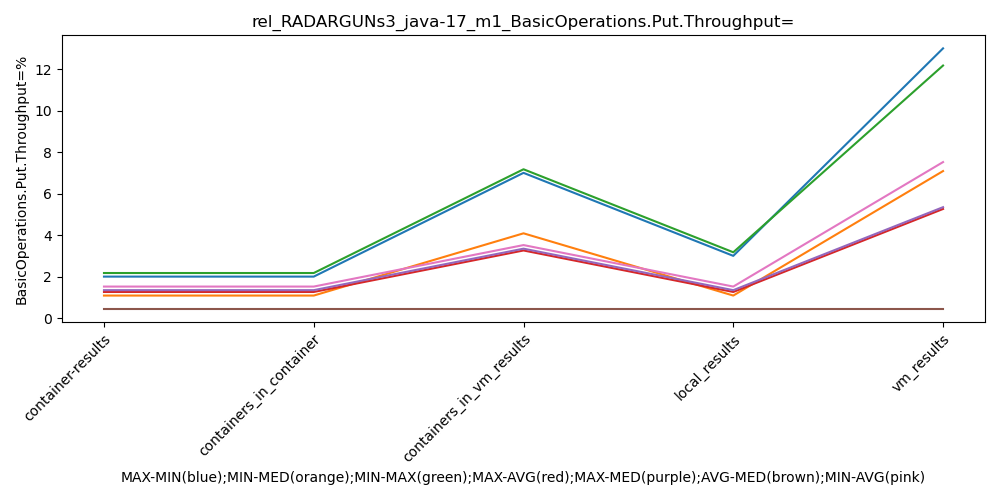 rel_RADARGUNs3_java-17_m1_BasicOperations.Put.Throughput=
BasicOperations.Put.Throughput=%
12
10
8
6
4
2
0
container-results
containers_in_container
containers_in_vm_results
local_results
vm_results
MAX-MIN(blue);MIN-MED(orange);MIN-MAX(green);MAX-AVG(red);MAX-MED(purple);AVG-MED(brown);MIN-AVG(pink)